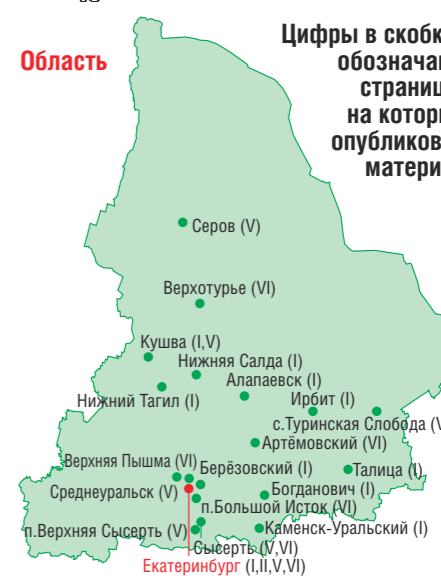 Область
Цифры в скобк
обозначаю
страниц
на котор
опубликов
матери
Серов (V)
Верхотурье (VI)
Кушва (I,V)
Нижняя Салда (I)
Алапаевск (I)
Нижний Тагил (I)
Ирбит (I)
с.Туринская Слобода (V
Артёмовский (VI)
Верхняя Пышма (VI)
Берёзовский (I)
Талица (I)
Среднеуральск (V)
Богданович (I)
п.Большой Исток (VI)
п.Верхняя Сысерть (V)
Каменск-Уральский (I)
Сысерть (V,VI)
Екатеринбург (I,II,V,VI)